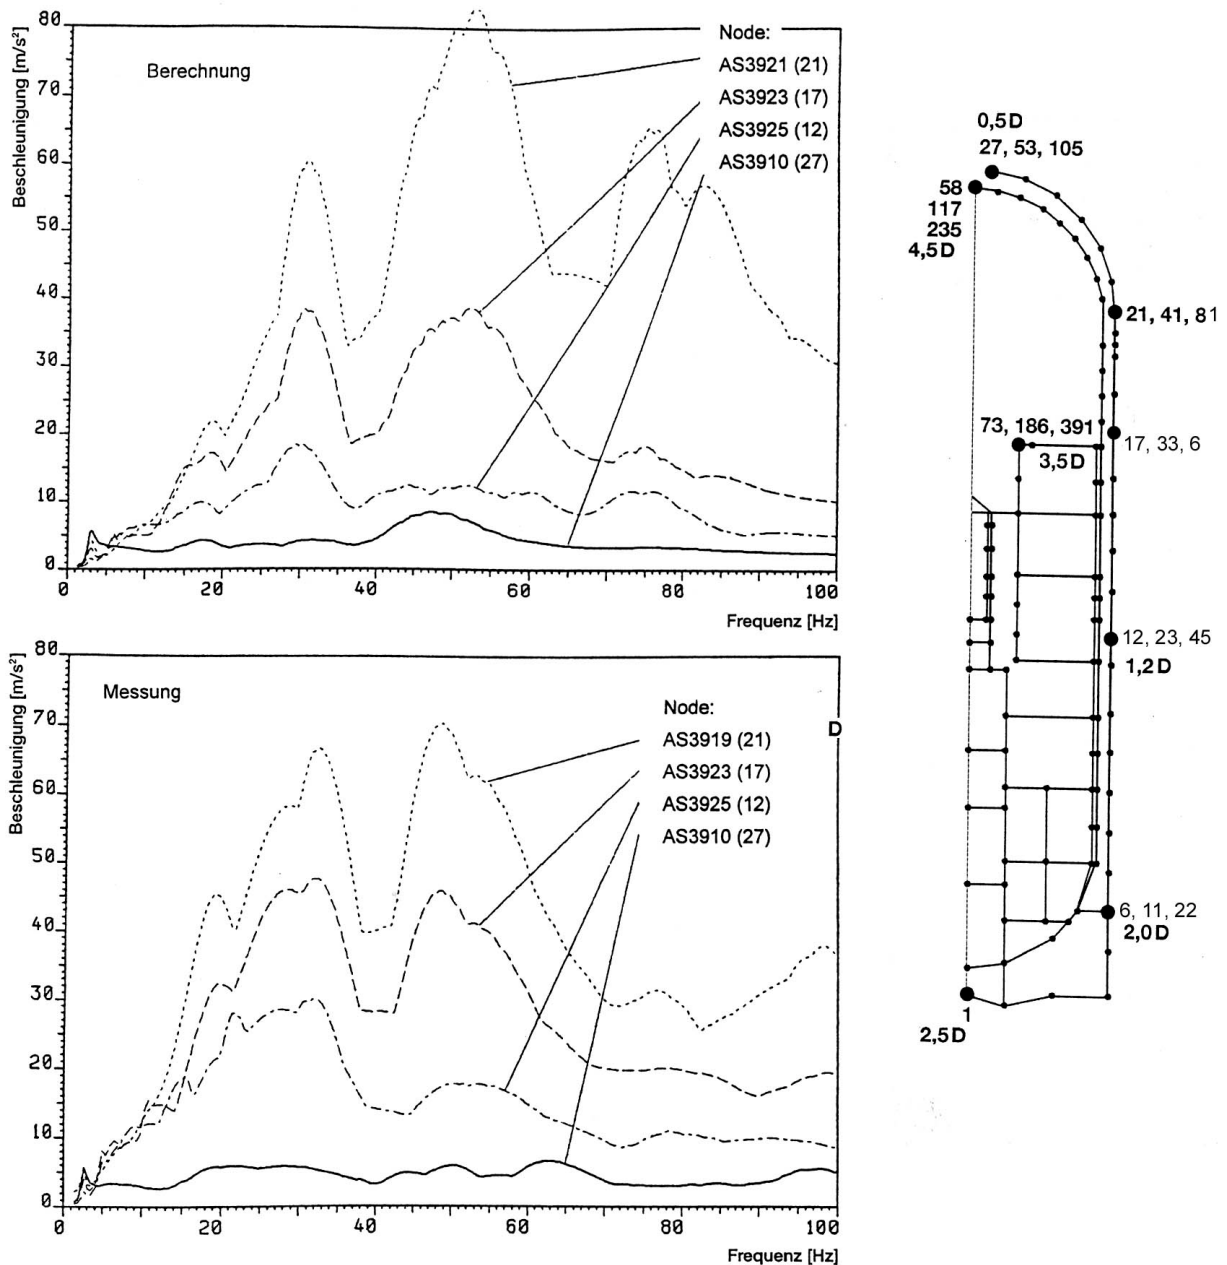 Beschleunigung [m/s²]
80
70
60
50
40
30
20
10
0
Berechnung
Node:
AS3921 (21)
AS3923 (17)
AS3925 (12)
AS3910 (27)
0 20 40 60 80 100
Frequenz [Hz]
Beschleunigung [m/s²]
80
70
60
50
40
30
20
10
0
Messung
Node:
AS3919 (21)
AS3923 (17)
AS3925 (12)
AS3910 (27)
D
0 20 40 60 80 100
Frequenz [Hz]
0,5D
27, 53, 105
58
117
235
4,5D
21, 41, 81
73, 186, 391
3,5D
17, 33, 6
12, 23, 45
1,2D
6, 11, 22
2,0D
1
2,5D